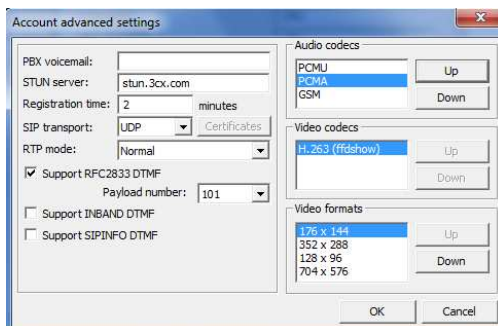 Account advanced settings
PBX voicemail:
STUN server: stun.3cx.com
Registration time: 2 minutes
SIP transport: UDP Certificates
RTP mode: Normal
Support RFC2833 DTMF
Payload number: 101
Support INBAND DTMF
Support SIPINFO DTMF
Audio codecs
PCMU
PCMA
GSM
Up
Down
Video codecs
H.263 (ffdshow)
Up
Down
Video formats
176 x 144
352 x 288
128 x 96
704 x 576
Up
Down
OK Cancel